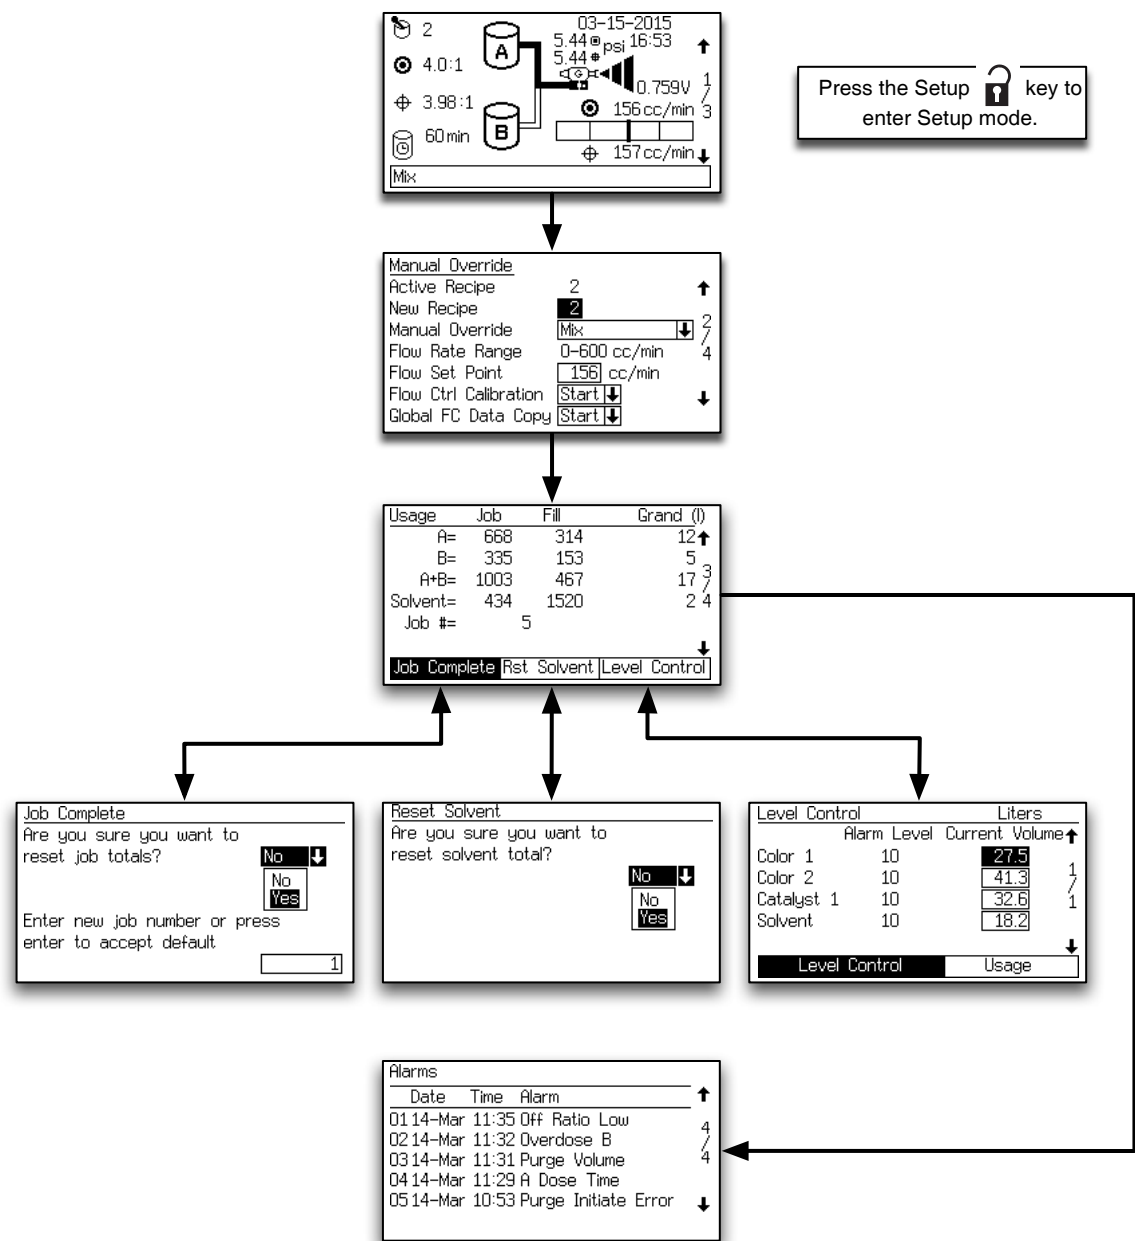 03-15-2015
2
5.44 psi 16:53
5.44
A
4.0:1
G
0.759V
1
/
3
3.98:1
156 cc/min
B
60 min
157 cc/min
Mix
Press the Setup key to
enter Setup mode.
Manual Override
Active Recipe 2
New Recipe 2
Manual Override Mix
2
/
4
Flow Rate Range 0-600 cc/min
Flow Set Point 156 cc/min
Flow Ctrl Calibration Start
Global FC Data Copy Start
Usage Job Fill Grand (l)
A= 668 314 12
B= 335 153 5
A+B= 1003 467 17
Solvent= 434 1520 2
3
/
4
Job #= 5
Job Complete Rst Solvent Level Control
Job Complete
Are you sure you want to
reset job totals? No
No
Yes
Enter new job number or press
enter to accept default
1
Reset Solvent
Are you sure you want to
reset solvent total?
No
No
Yes
Level Control Liters
Alarm Level Current Volume
Color 1 10 27.5
Color 2 10 41.3
Catalyst 1 10 32.6
Solvent 10 18.2
1
/
1
Level Control Usage
Alarms
Date Time Alarm
01 14-Mar 11:35 Off Ratio Low
02 14-Mar 11:32 Overdose B
03 14-Mar 11:31 Purge Volume
04 14-Mar 11:29 A Dose Time
05 14-Mar 10:53 Purge Initiate Error
4
/
4